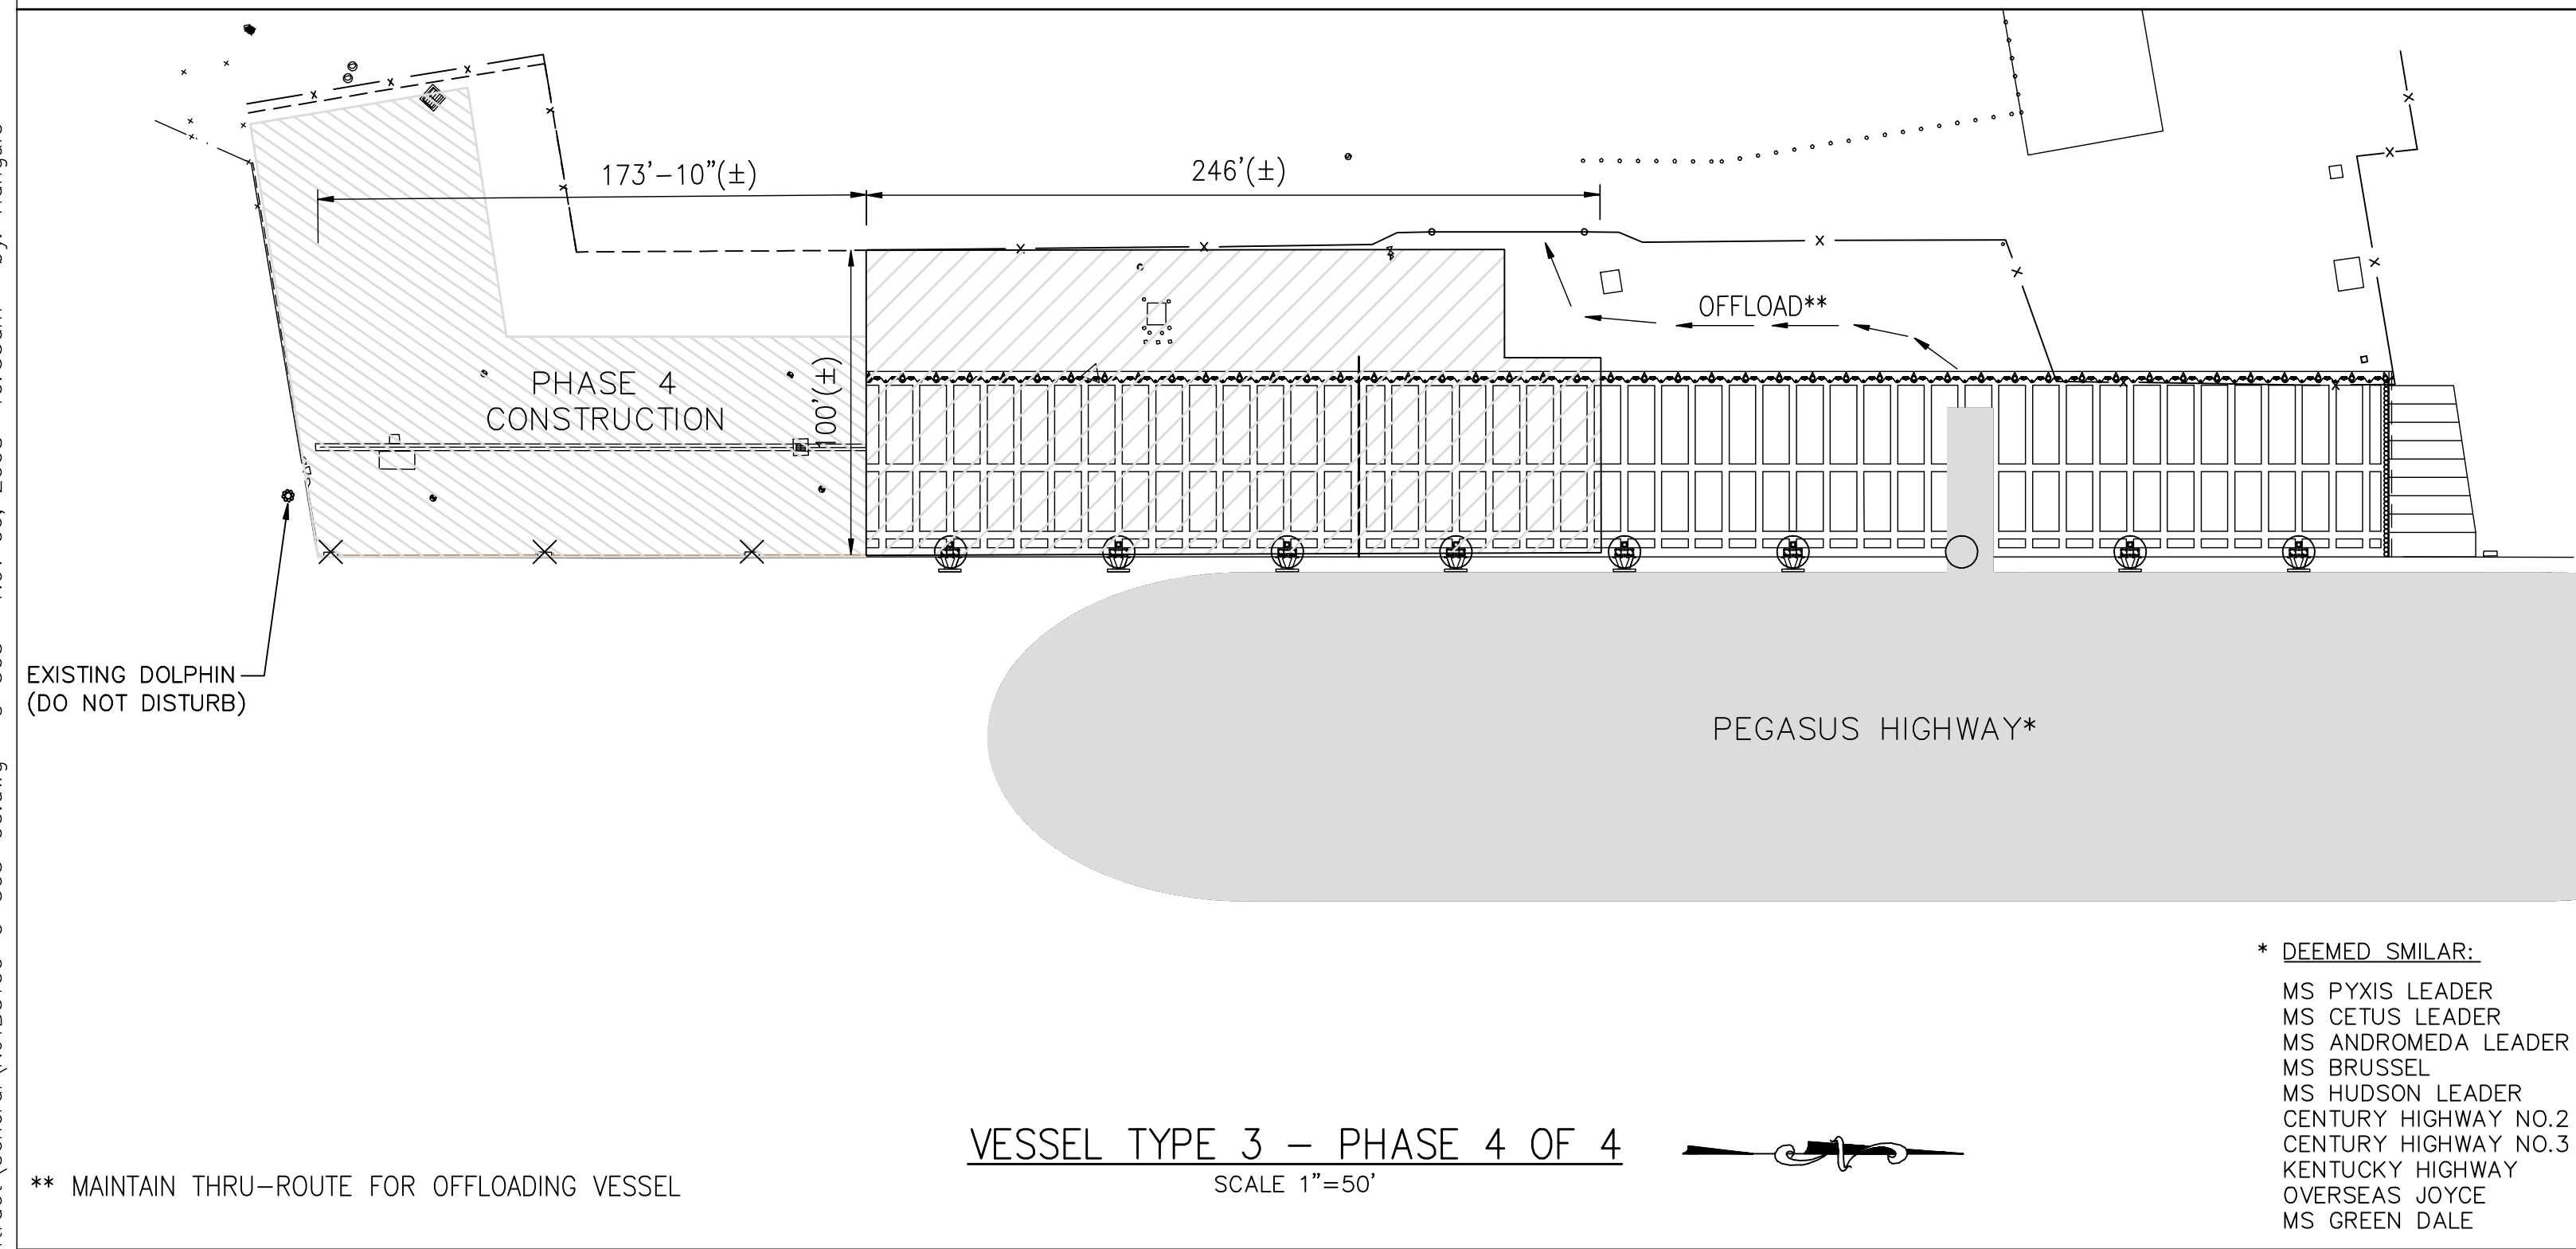 173'-10"(±)
246'(±)
OFFLOAD**
PHASE 4
CONSTRUCTION
100'(±)
EXISTING DOLPHIN
(DO NOT DISTURB)
PEGASUS HIGHWAY*
* DEEMED SMILAR:
MS PYXIS LEADER
MS CETUS LEADER
MS ANDROMEDA LEADER
MS BRUSSEL
MS HUDSON LEADER
CENTURY HIGHWAY NO.2
CENTURY HIGHWAY NO.3
KENTUCKY HIGHWAY
OVERSEAS JOYCE
MS GREEN DALE
VESSEL TYPE 3 - PHASE 4 OF 4
SCALE 1"=50'
** MAINTAIN THRU-ROUTE FOR OFFLOADING VESSEL